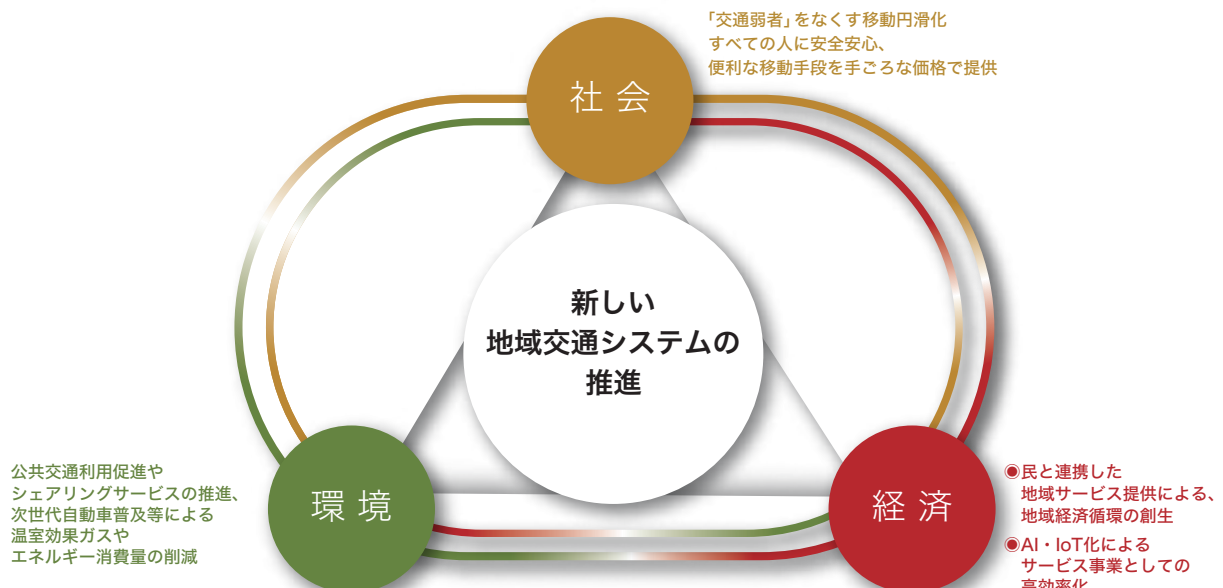 「交通弱者」をなくす移動円滑化
すべての人に安全安心、
便利な移動手段を手ごろな価格で提供
社会
新しい
地域交通システムの
推進
環境
公共交通利用促進や
シェアリングサービスの推進、
次世代自動車普及等による
温室効果ガスや
エネルギー消費量の削減
経済
◉民と連携した
地域サービス提供による、
地域経済循環の創生
◉AI・IoT化による
サービス事業としての
高効率化